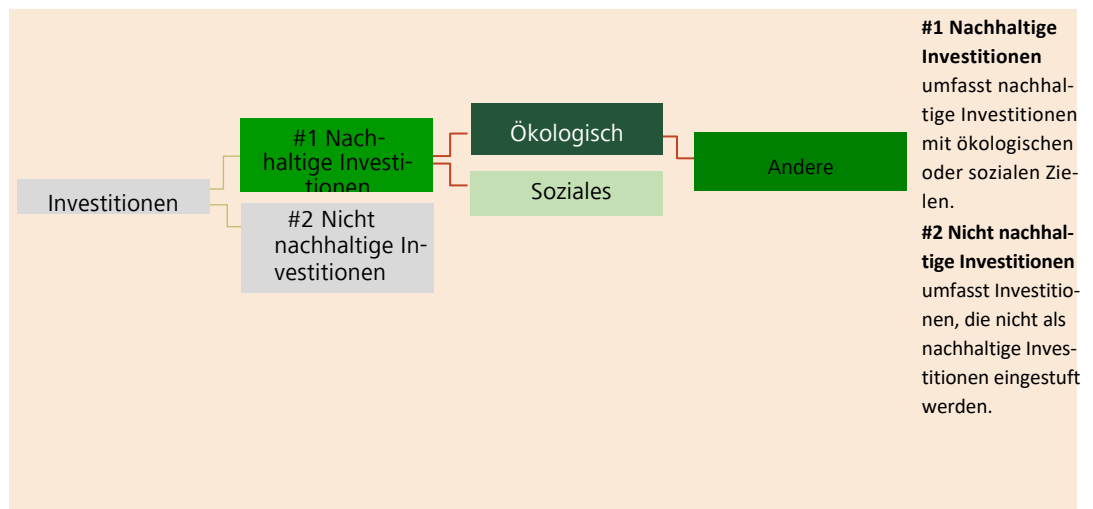 Investitionen
#1 Nach-
haltige Investi-
tionen
#2 Nicht
nachhaltige In-
vestitionen
Ökologisch
Soziales
Andere
#1 Nachhaltige
Investitionen
umfasst nachhal-
tige Investitionen
mit ökologischen
oder sozialen Zie-
len.
#2 Nicht nachhal-
tige Investitionen
umfasst Investitio-
nen, die nicht als
nachhaltige Inves-
titionen eingestuft
werden.